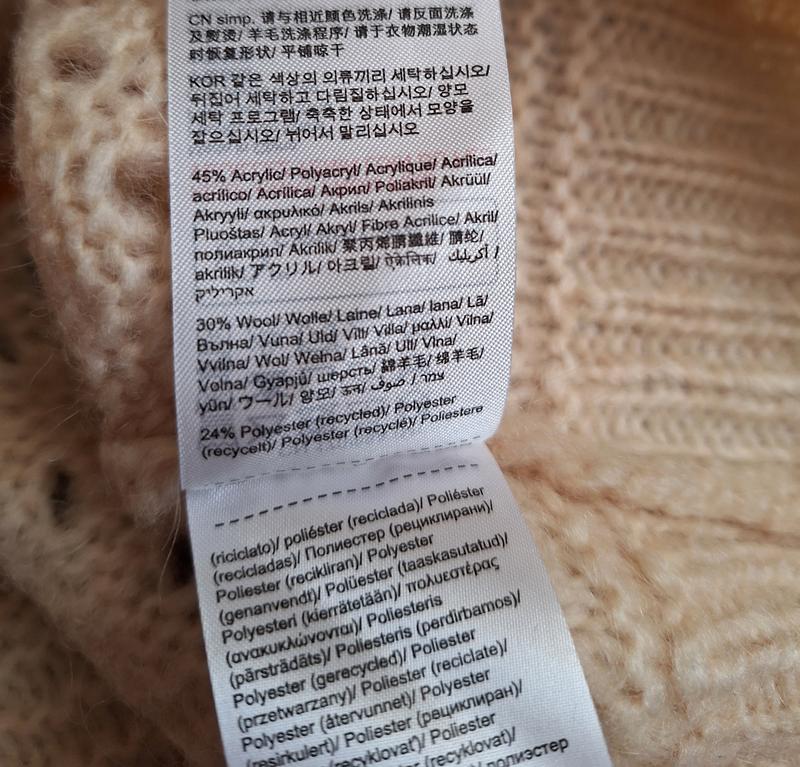 CN simp. 请与相近颜色洗涤/ 请反面洗涤
及熨烫/ 羊毛洗涤程序/ 请于衣物潮湿状态
时恢复形状/ 平铺晾干
KOR 같은 색상의 의류끼리 세탁하십시오/
뒤집어 세탁하고 다림질하십시오/ 양모
세탁 프로그램/ 축축한 상태에서 모양을
잡으십시오/ 뉘어서 말리십시오
45% Acrylic/ Polyacryl/ Acrylique/ Acrílica/
acrílico/ Acrilica/ Акрил/ Poliakril/ Akrüül/
Akryyli/ ακρυλικό/ Akrils/ Akrilinis
Pluoštas/ Acryl/ Akryl/ Fibre Acrilice/ Akril/
полиакрил/ Akrilik/ 聚丙烯腈纖維/ 腈纶/
akrilik/ アクリル/ 아크릴/ ऐक्रेलिक/ أكريليك /
אקריליק
30% Wool/ Wolle/ Laine/ Lana/ lana/ Lã/
Вълна/ Vuna/ Uld/ Vill/ Villa/ μαλλί/ Vilna/
Vvilna/ Wol/ Wełna/ Lână/ Ull/ Vlna/
Volna/ Gyapjú/ шерсть/ 綿羊毛/ 绵羊毛/
yün/ ウール/ 양모/ ऊन/ صوف / צמר
24% Polyester (recycled)/ Polyester
(recycelt)/ Polyester (recyclé)/ Poliestere
(riciclato)/ poliéster (reciclada)/ Poliéster
(recicladas)/ Полиестер (рециклирани)/
Poliester (recikliran)/ Polyester
(genanvendt)/ Polüester (taaskasutatud)/
Polyesteri (kierrätetään)/ πολυεστέρας
(ανακυκλώνονται)/ Poliesteris
(pārstrādāts)/ Poliesteris (perdirbamos)/
Polyester (gerecycled)/ Poliester
(przetwarzany)/ Poliester (reciclate)/
Polyester (återvunnet)/ Polyester
(resirkulert)/ Poliester (рециклиран)/
(recyklovať)/ Poliester
(recyklovat)/
полиэстер